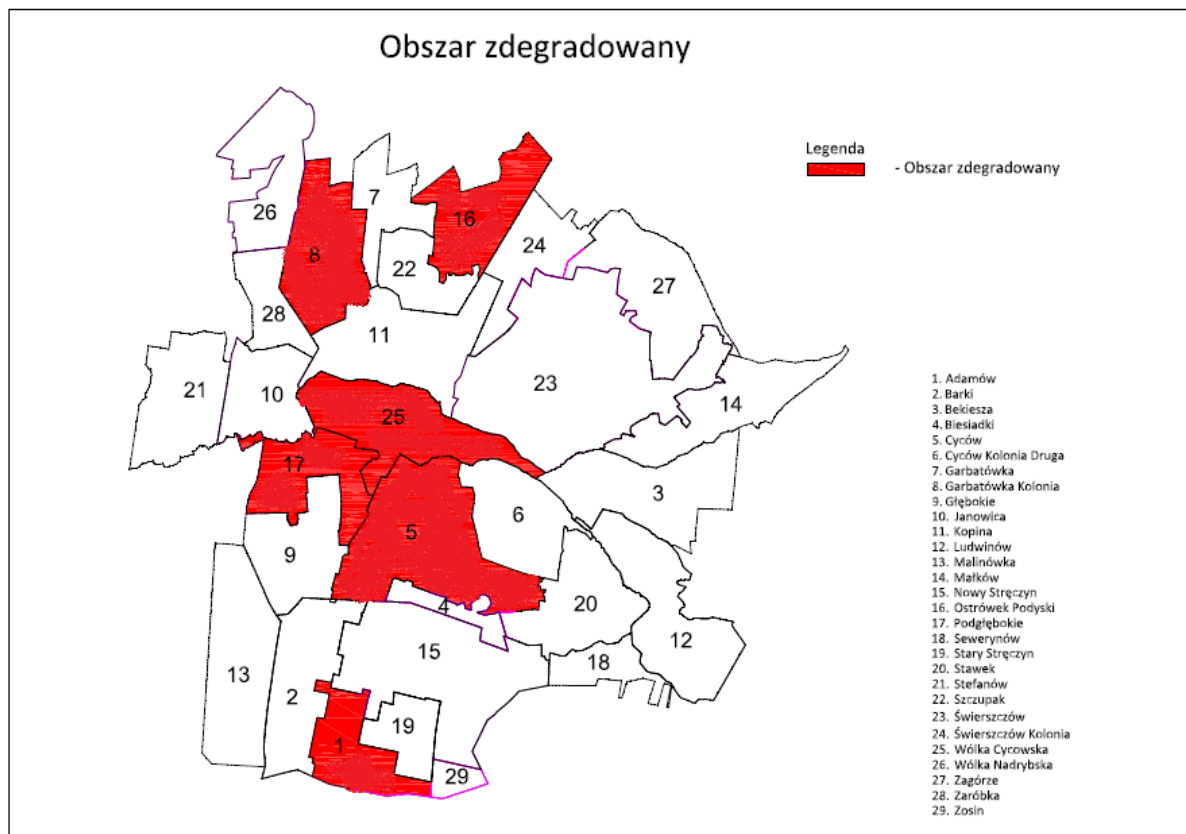 Obszar zdegradowany
Legenda
- Obszar zdegradowany
7
16
26
24
8
22
27
28
11
21
10
23
14
25
17
3
6
5
9
4
20
12
15
18
13
2
19
1
29
1. Adamów
2. Barki
3. Bekiesza
4. Biesiadki
5. Cyców
6. Cyców Kolonia Druga
7. Garbatówka
8. Garbatówka Kolonia
9. Głębokie
10. Janowica
11. Kopina
12. Ludwinów
13. Malinówka
14. Małków
15. Nowy Stręczyn
16. Ostrówek Podyski
17. Podgłębokie
18. Sewerynów
19. Stary Stręczyn
20. Stawek
21. Stefanów
22. Szczupak
23. Świerszczów
24. Świerszczów Kolonia
25. Wólka Cycowska
26. Wólka Nadrybska
27. Zagórze
28. Zaróbka
29. Zosin